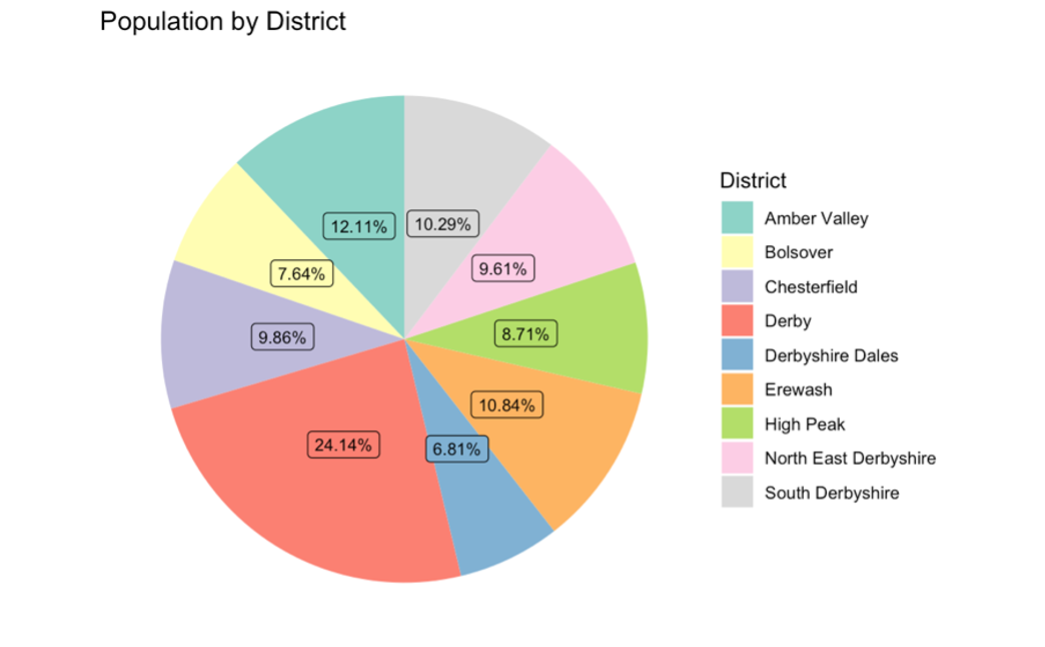 Population by District
12.11%
10.29%
7.64%
9.61%
9.86%
8.71%
24.14%
10.84%
6.81%
District
Amber Valley
Bolsover
Chesterfield
Derby
Derbyshire Dales
Erewash
High Peak
North East Derbyshire
South Derbyshire